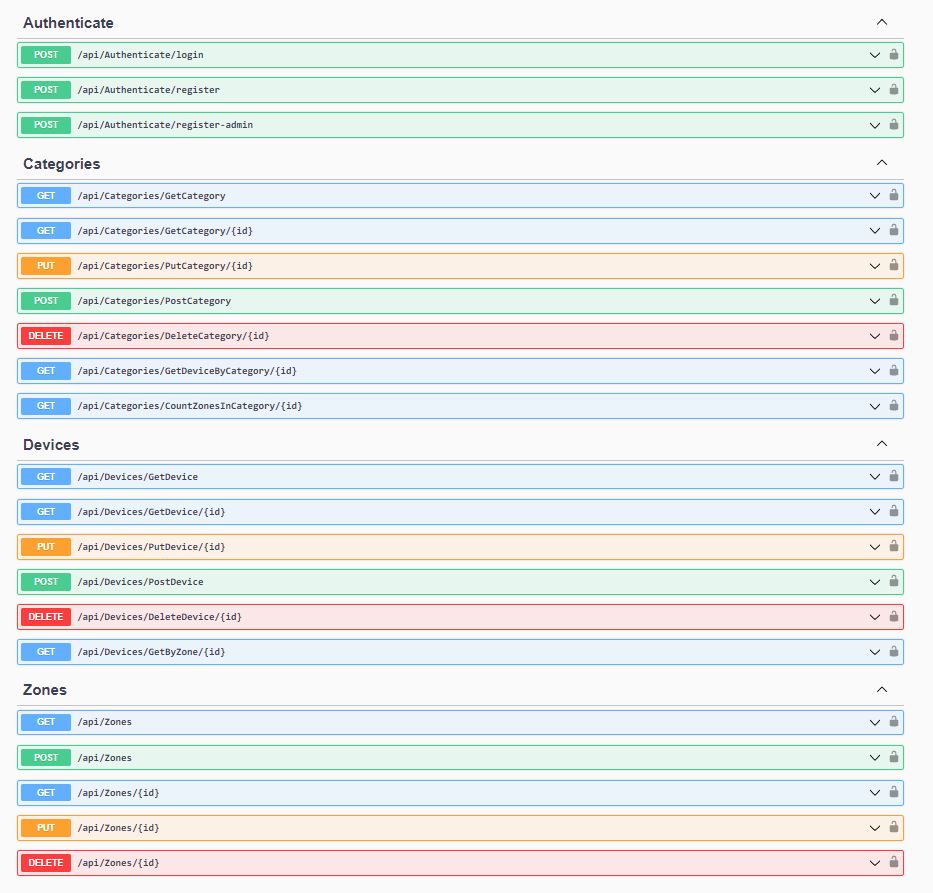 Authenticate
POST /api/Authenticate/login
POST /api/Authenticate/register
POST /api/Authenticate/register-admin
Categories
GET /api/Categories/GetCategory
GET /api/Categories/GetCategory/{id}
PUT /api/Categories/PutCategory/{id}
POST /api/Categories/PostCategory
DELETE /api/Categories/DeleteCategory/{id}
GET /api/Categories/GetDeviceByCategory/{id}
GET /api/Categories/CountZonesInCategory/{id}
Devices
GET /api/Devices/GetDevice
GET /api/Devices/GetDevice/{id}
PUT /api/Devices/PutDevice/{id}
POST /api/Devices/PostDevice
DELETE /api/Devices/DeleteDevice/{id}
GET /api/Devices/GetByZone/{id}
Zones
GET /api/Zones
POST /api/Zones
GET /api/Zones/{id}
PUT /api/Zones/{id}
DELETE /api/Zones/{id}